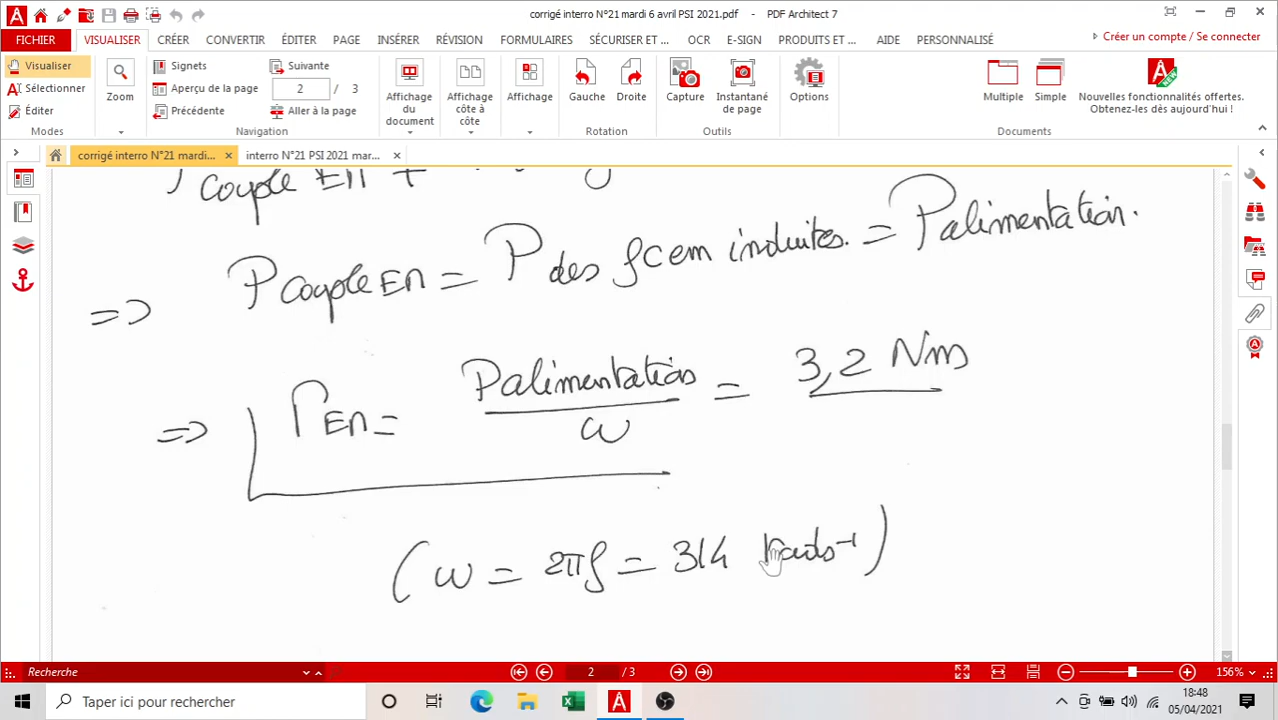 corrigé interro N°21 mardi 6 avril PSI 2021.pdf - PDF Architect 7
FICHIER VISUALISER CRÉER CONVERTIR ÉDITER PAGE INSÉRER RÉVISION FORMULAIRES SÉCURISER ET ... OCR E-SIGN PRODUITS ET ... AIDE PERSONNALISÉ Créer un compte / Se connecter
Visualiser
Sélectionner
Éditer
Modes
Zoom
Signets
Aperçu de la page
Précédente
Suivante
2 / 3
Aller à la page
Navigation
Affichage du document
Affichage côte à côte
Affichage
Gauche
Droite
Rotation
Capture
Instantané de page
Outils
Options
Multiple
Simple
Documents
Nouvelles fonctionnalités offertes.
Obtenez-les dès aujourd'hui !
corrigé interro N°21 mardi... interro N°21 PSI 2021 mar...
P couple EM +
=> P couple EM = P des fcem induites. = Palimentation.
=> Γ EM = Palimentation / ω = 3,2 Nm
(ω = 2πf = 314 rads-1)
Recherche 2 / 3 156%
Taper ici pour rechercher
18:48
05/04/2021